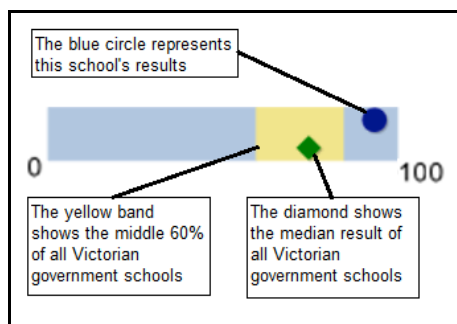 The blue circle represents
this school's results
0
100
The yellow band
shows the middle 60%
of all Victorian
government schools
The diamond shows
the median result of
all Victorian
government schools